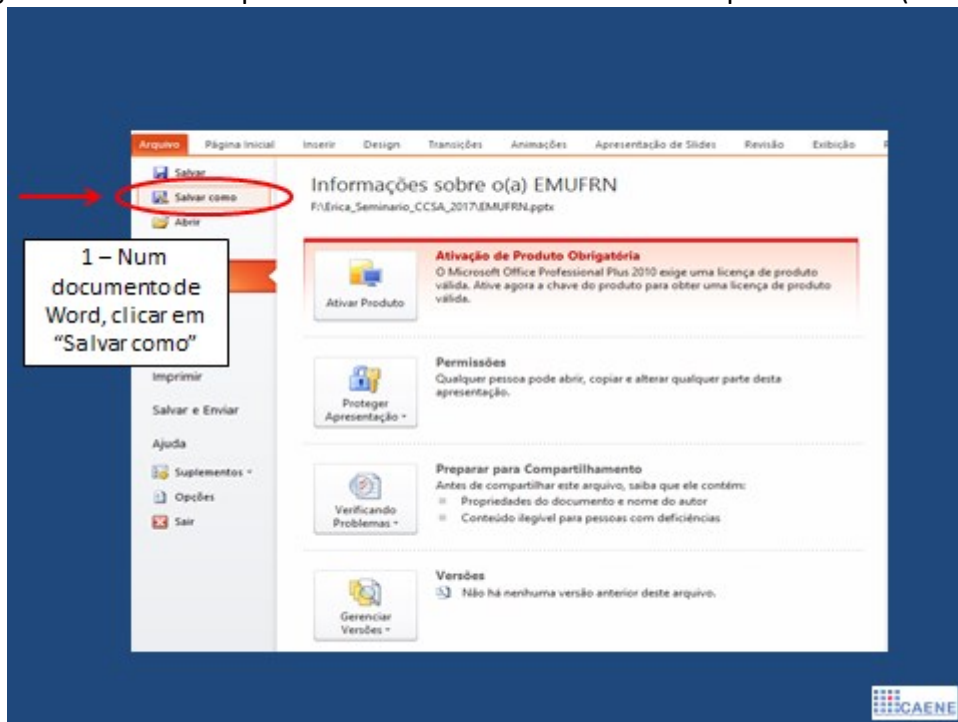 Arquivo Página Inicial Inserir Design Transições Animações Apresentação de Slides Revisão Exibição
Salvar
Salvar como
Abrir
1 – Num
documento de
Word, clicar em
“Salvar como”
Imprimir
Salvar e Enviar
Ajuda
Suplementos
Opções
Sair
Informações sobre o(a) EMUFRN
F:\Erica_Seminario_CCSA_2017\EMUFRN.pptx
Ativar Produto
Ativação de Produto Obrigatória
O Microsoft Office Professional Plus 2010 exige uma licença de produto
válida. Ative agora a chave do produto para obter uma licença de produto
válida.
Proteger
Apresentação
Permissões
Qualquer pessoa pode abrir, copiar e alterar qualquer parte desta
apresentação.
Verificando
Problemas
Preparar para Compartilhamento
Antes de compartilhar este arquivo, saiba que ele contém:
Propriedades do documento e nome do autor
Conteúdo ilegível para pessoas com deficiências
Gerenciar
Versões
Versões
Não há nenhuma versão anterior deste arquivo.
CAENE